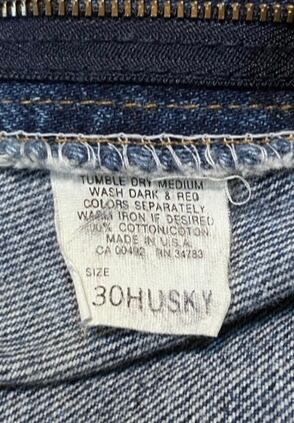 TUMBLE DRY MEDIUM
WASH DARK & RED
COLORS SEPARATELY
WARM IRON IF DESIRED
100% COTTON/COTON
MADE IN U.S.A.
CA 00492 RN 34783
SIZE
30HUSKY